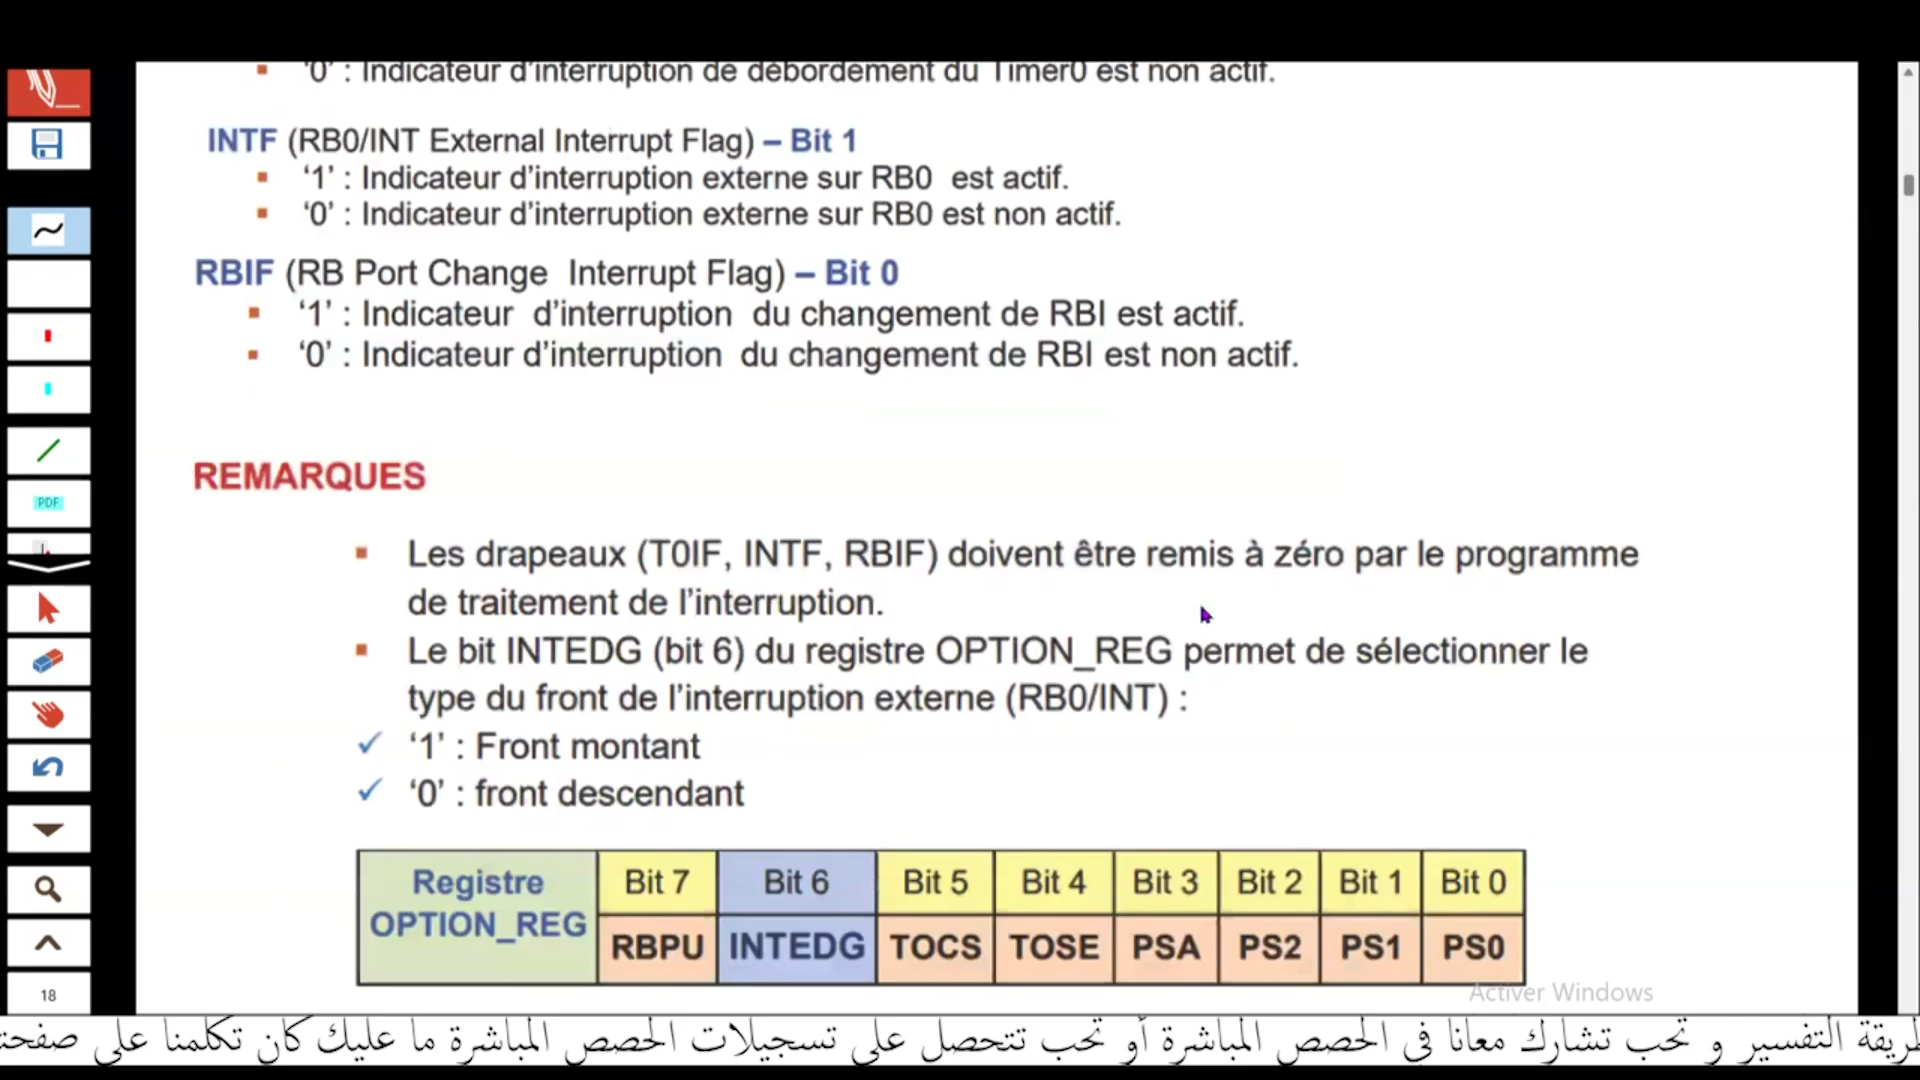 '0' : Indicateur d'interruption de débordement du Timer0 est non actif.
INTF (RB0/INT External Interrupt Flag) – Bit 1
'1' : Indicateur d'interruption externe sur RB0 est actif.
'0' : Indicateur d'interruption externe sur RB0 est non actif.
RBIF (RB Port Change Interrupt Flag) – Bit 0
'1' : Indicateur d'interruption du changement de RBI est actif.
'0' : Indicateur d'interruption du changement de RBI est non actif.
REMARQUES
Les drapeaux (T0IF, INTF, RBIF) doivent être remis à zéro par le programme
de traitement de l'interruption.
Le bit INTEDG (bit 6) du registre OPTION_REG permet de sélectionner le
type du front de l'interruption externe (RB0/INT) :
'1' : Front montant
'0' : front descendant
Registre OPTION_REG Bit 7 Bit 6 Bit 5 Bit 4 Bit 3 Bit 2 Bit 1 Bit 0
RBPU INTEDG TOCS TOSE PSA PS2 PS1 PS0
Activer Windows
PDF
18
طريقة التفسير و تحب تشارك معانا في الحصص المباشرة أو تحب تتحصل على تسجيلات الحصص المباشرة ما عليك كان تكلمنا على